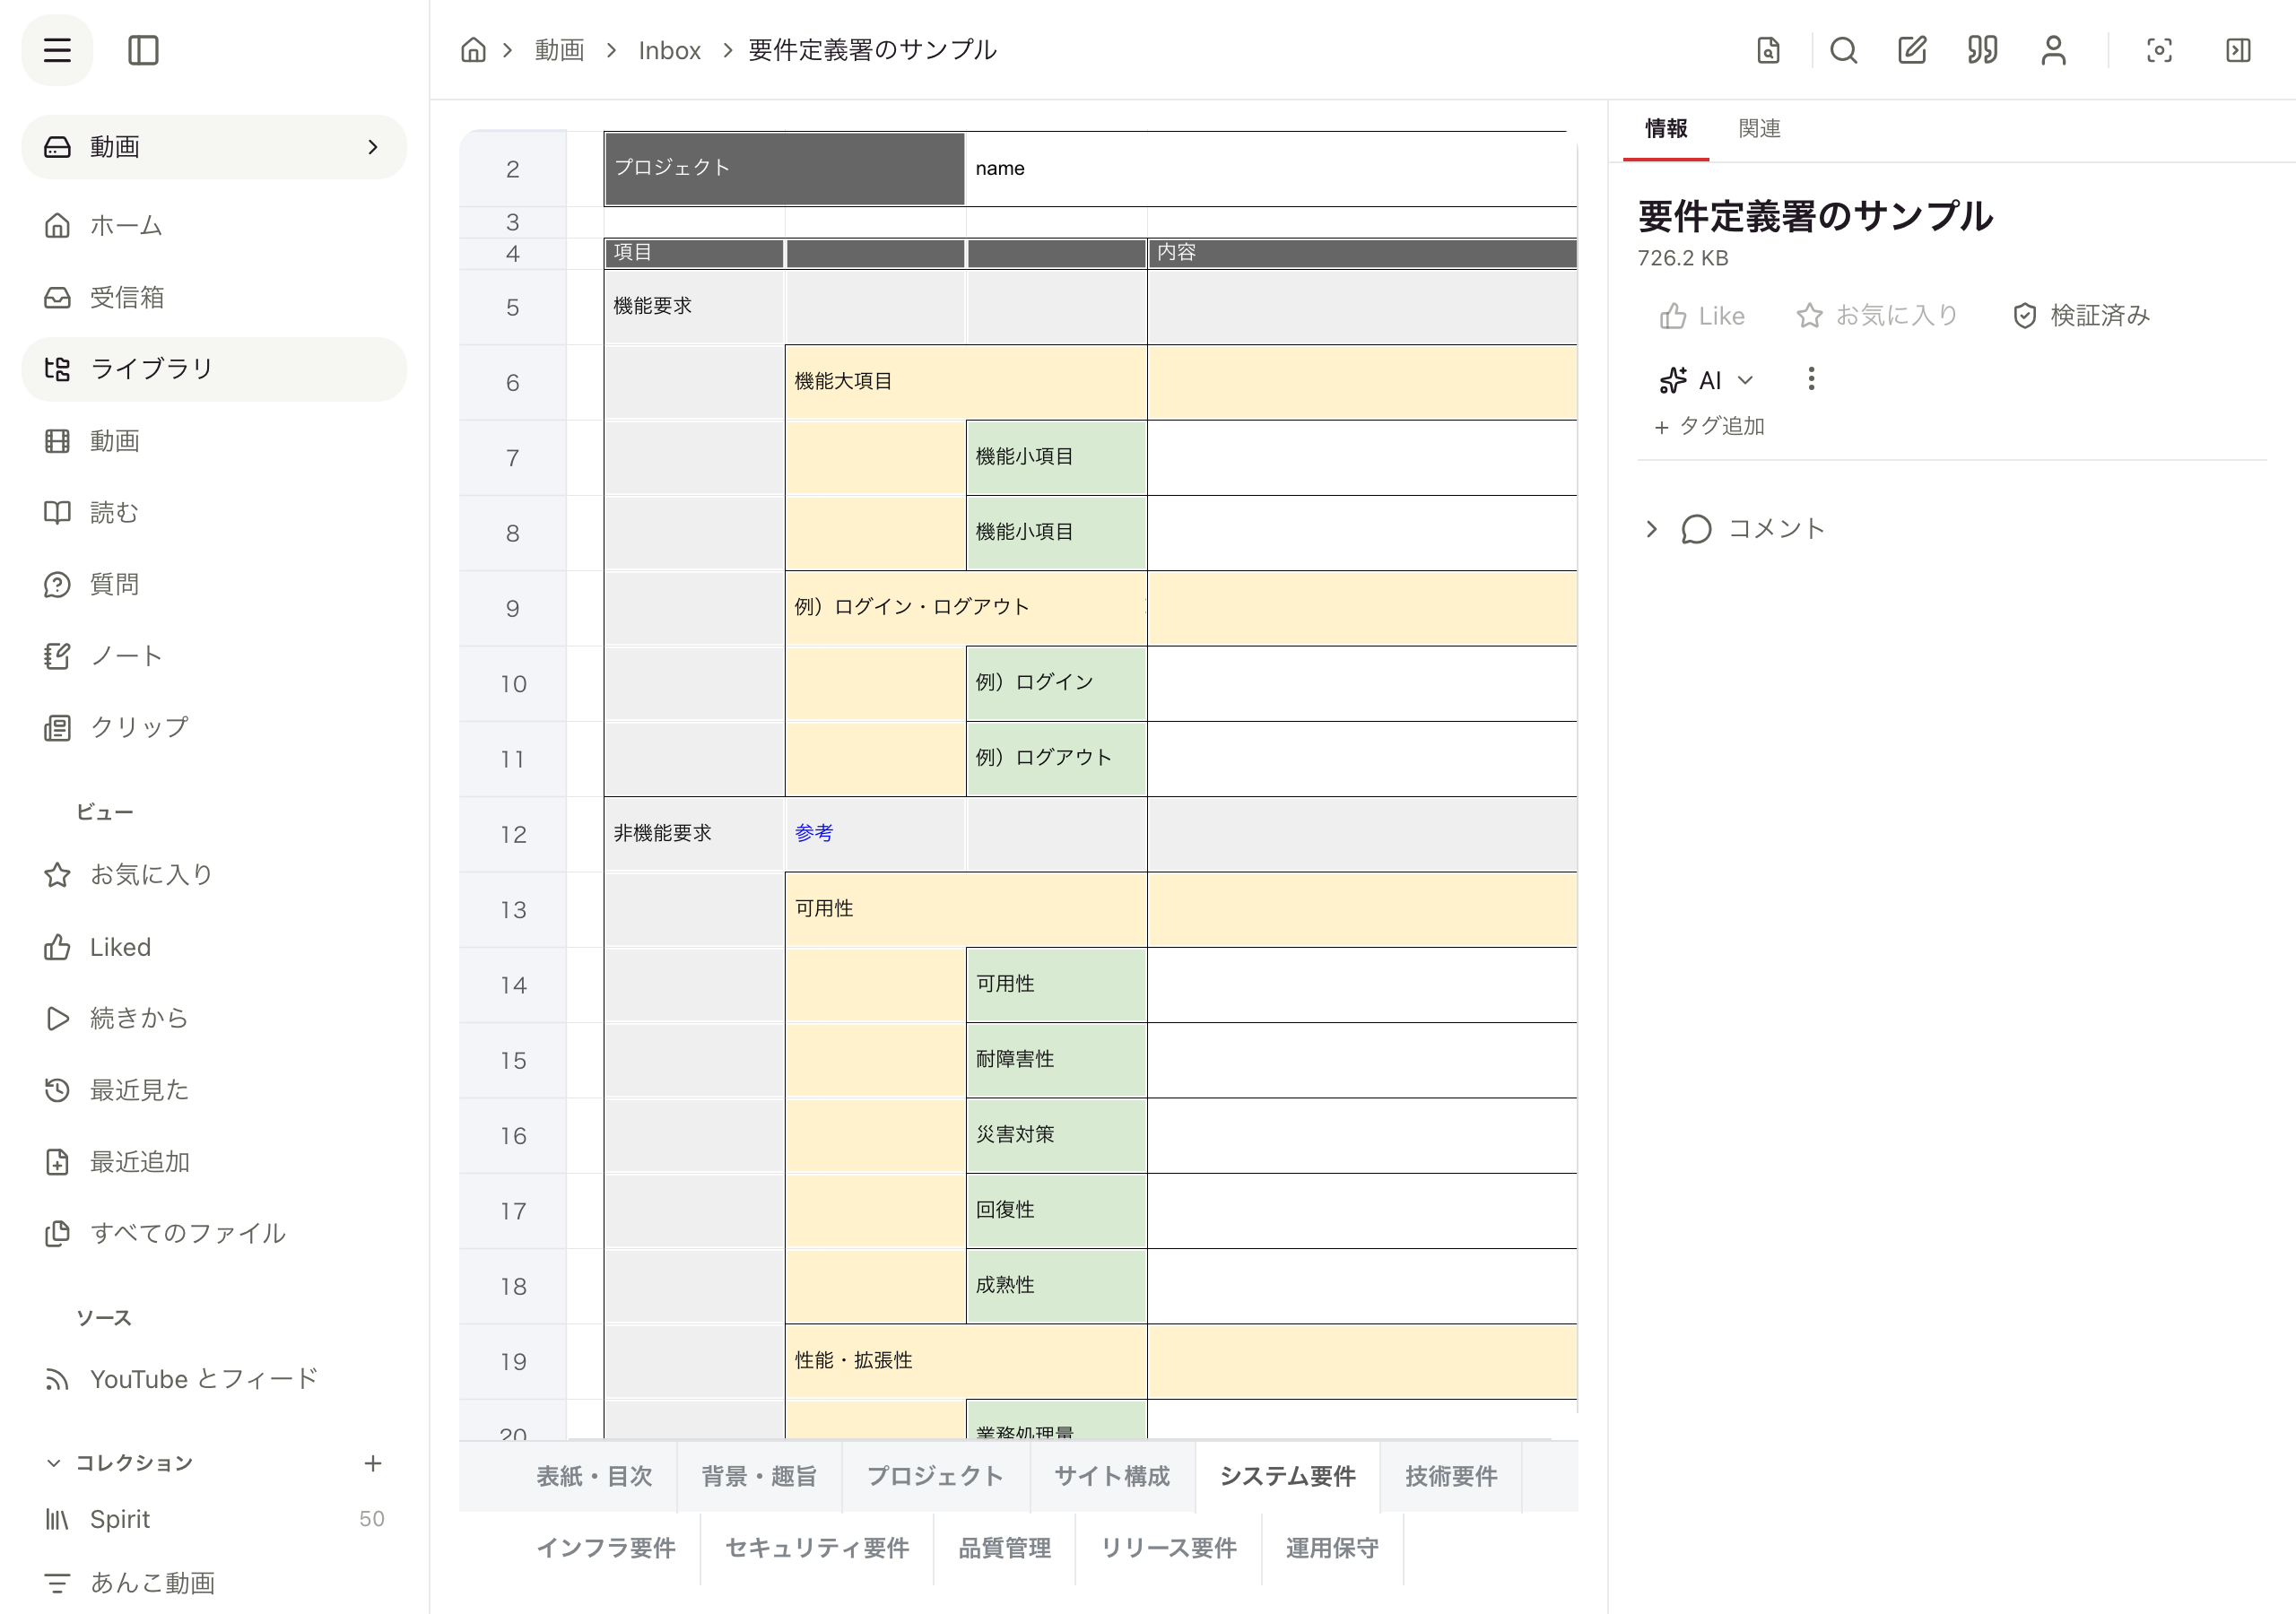 動画 > Inbox > 要件定義署のサンプル
動画
ホーム
受信箱
ライブラリ
動画
読む
質問
ノート
クリップ
ビュー
お気に入り
Liked
続きから
最近見た
最近追加
すべてのファイル
ソース
YouTube とフィード
コレクション
Spirit 50
あんこ動画
2 プロジェクト name
3
4 項目 内容
5 機能要求
6 機能大項目
7 機能小項目
8 機能小項目
9 例）ログイン・ログアウト
10 例）ログイン
11 例）ログアウト
12 非機能要求 参考
13 可用性
14 可用性
15 耐障害性
16 災害対策
17 回復性
18 成熟性
19 性能・拡張性
20 業務処理量
表紙・目次 背景・趣旨 プロジェクト サイト構成 システム要件 技術要件
インフラ要件 セキュリティ要件 品質管理 リリース要件 運用保守
情報 関連
要件定義署のサンプル
726.2 KB
Like お気に入り 検証済み
AI
+ タグ追加
コメント